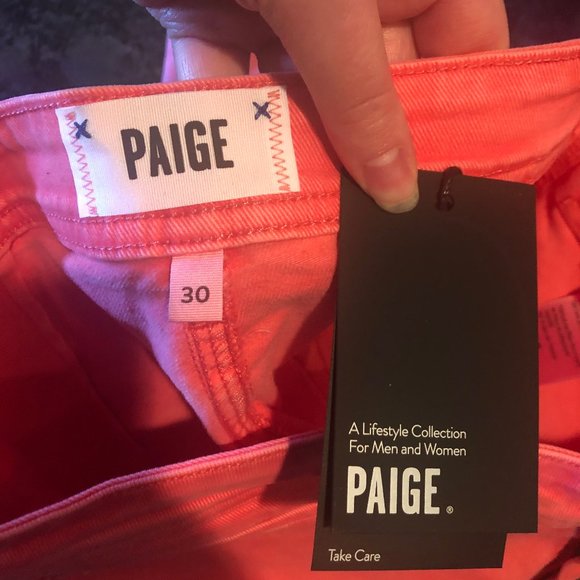 PAIGE
30
A Lifestyle Collection
For Men and Women
PAIGE®
Take Care